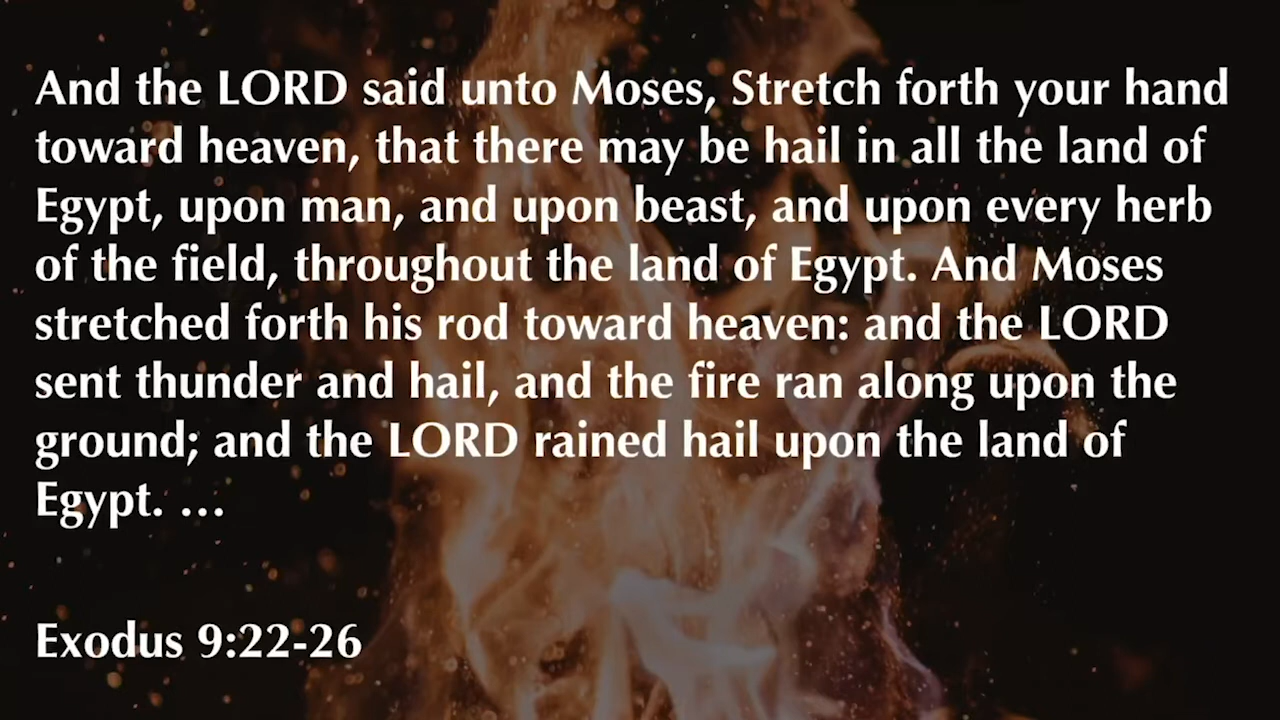 And the LORD said unto Moses, Stretch forth your hand
toward heaven, that there may be hail in all the land of
Egypt, upon man, and upon beast, and upon every herb
of the field, throughout the land of Egypt. And Moses
stretched forth his rod toward heaven: and the LORD
sent thunder and hail, and the fire ran along upon the
ground; and the LORD rained hail upon the land of
Egypt. …
Exodus 9:22-26